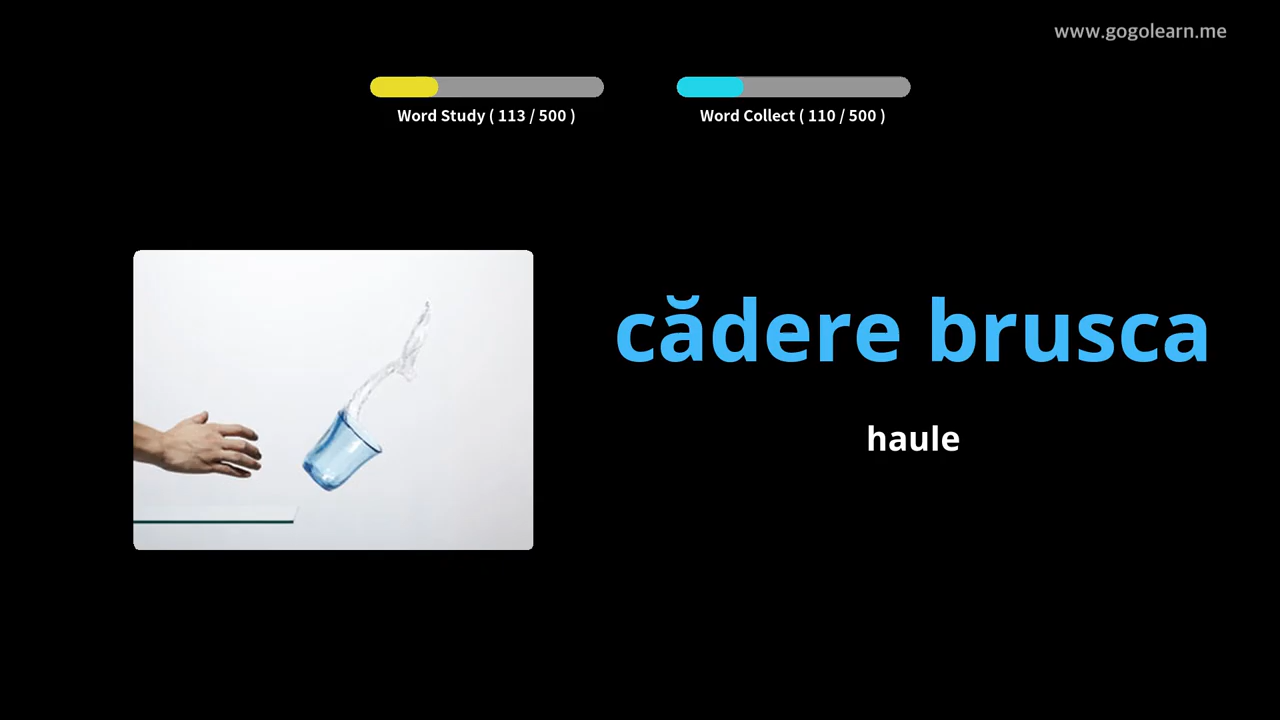 www.gogolearn.me
Word Study ( 113 / 500 )
Word Collect ( 110 / 500 )
cădere brusca
haule